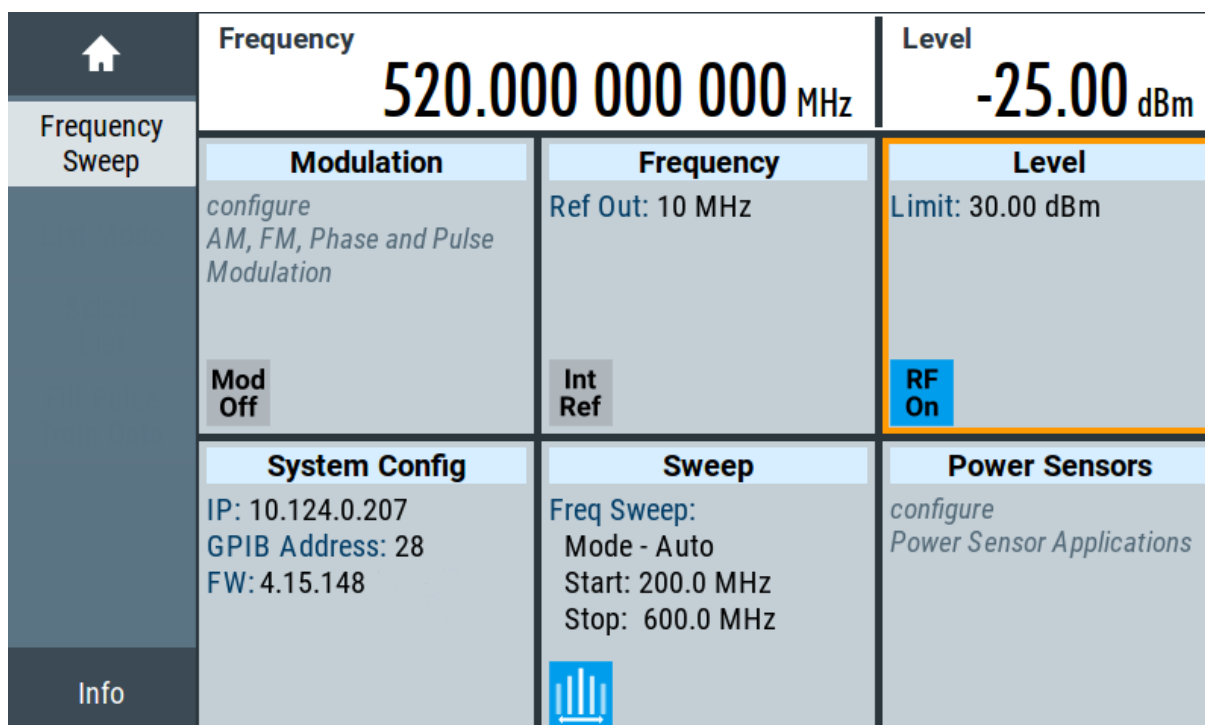 Frequency
520.000 000 000 MHz
Level
-25.00 dBm
Frequency
Sweep
Modulation
configure
AM, FM, Phase and Pulse
Modulation
Mod
Off
Frequency
Ref Out: 10 MHz
Int
Ref
Level
Limit: 30.00 dBm
RF
On
System Config
IP: 10.124.0.207
GPIB Address: 28
FW: 4.15.148
Sweep
Freq Sweep:
Mode - Auto
Start: 200.0 MHz
Stop: 600.0 MHz
Power Sensors
configure
Power Sensor Applications
Info